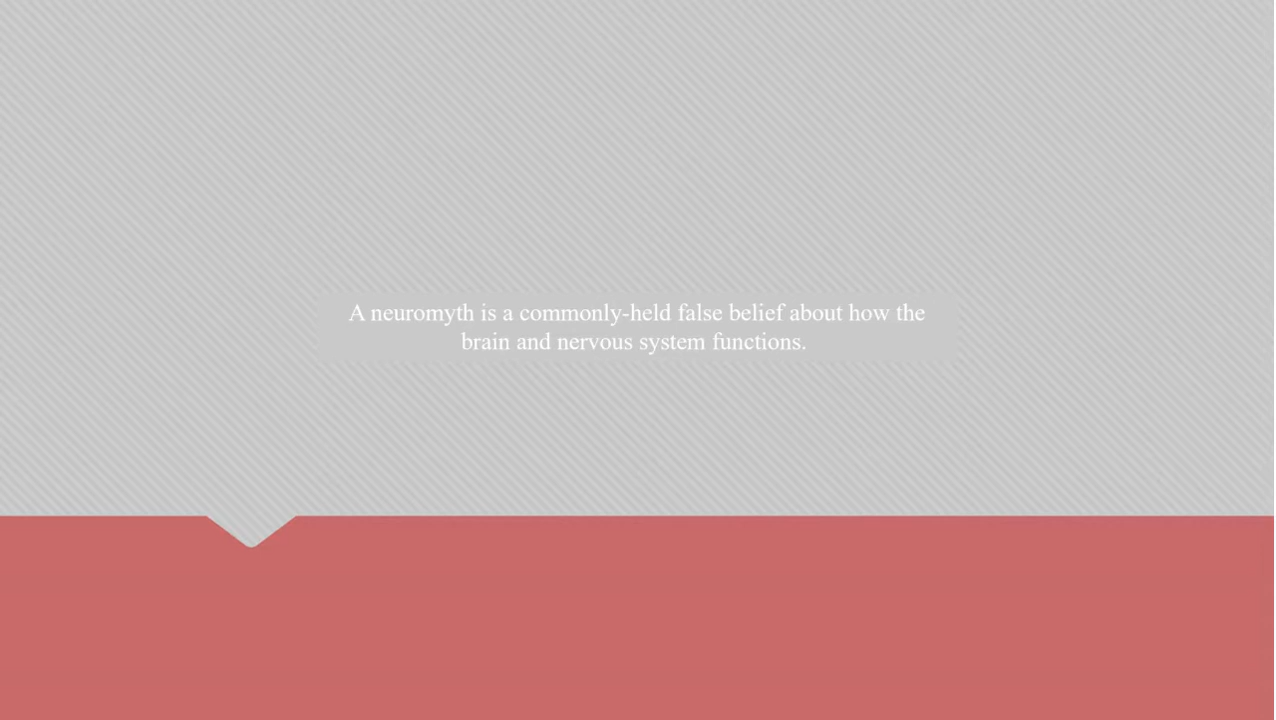 A neuromyth is a commonly-held false belief about how the
brain and nervous system functions.